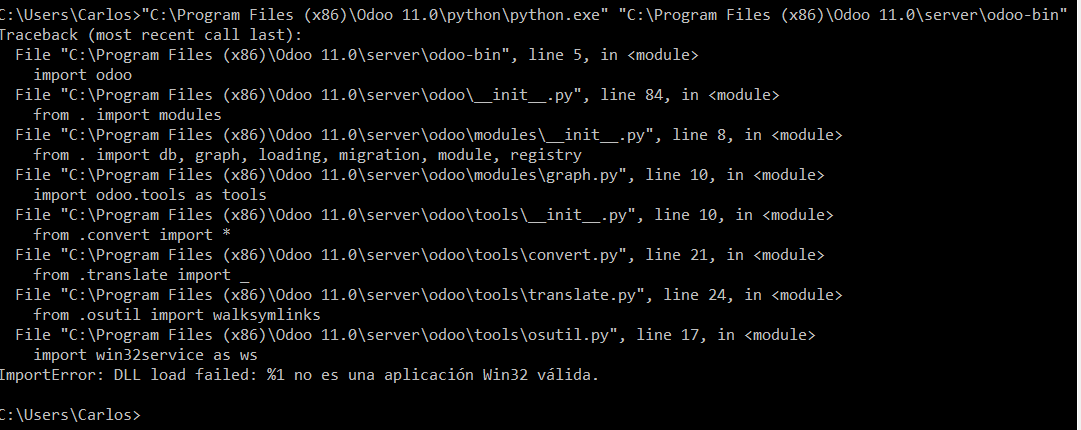 C:\Users\Carlos>"C:\Program Files (x86)\Odoo 11.0\python\python.exe" "C:\Program Files (x86)\Odoo 11.0\server\odoo-bin"
Traceback (most recent call last):
  File "C:\Program Files (x86)\Odoo 11.0\server\odoo-bin", line 5, in <module>
    import odoo
  File "C:\Program Files (x86)\Odoo 11.0\server\odoo\__init__.py", line 84, in <module>
    from . import modules
  File "C:\Program Files (x86)\Odoo 11.0\server\odoo\modules\__init__.py", line 8, in <module>
    from . import db, graph, loading, migration, module, registry
  File "C:\Program Files (x86)\Odoo 11.0\server\odoo\modules\graph.py", line 10, in <module>
    import odoo.tools as tools
  File "C:\Program Files (x86)\Odoo 11.0\server\odoo\tools\__init__.py", line 10, in <module>
    from .convert import *
  File "C:\Program Files (x86)\Odoo 11.0\server\odoo\tools\convert.py", line 21, in <module>
    from .translate import _
  File "C:\Program Files (x86)\Odoo 11.0\server\odoo\tools\translate.py", line 24, in <module>
    from .osutil import walksymlinks
  File "C:\Program Files (x86)\Odoo 11.0\server\odoo\tools\osutil.py", line 17, in <module>
    import win32service as ws
ImportError: DLL load failed: %1 no es una aplicación Win32 válida.
C:\Users\Carlos>